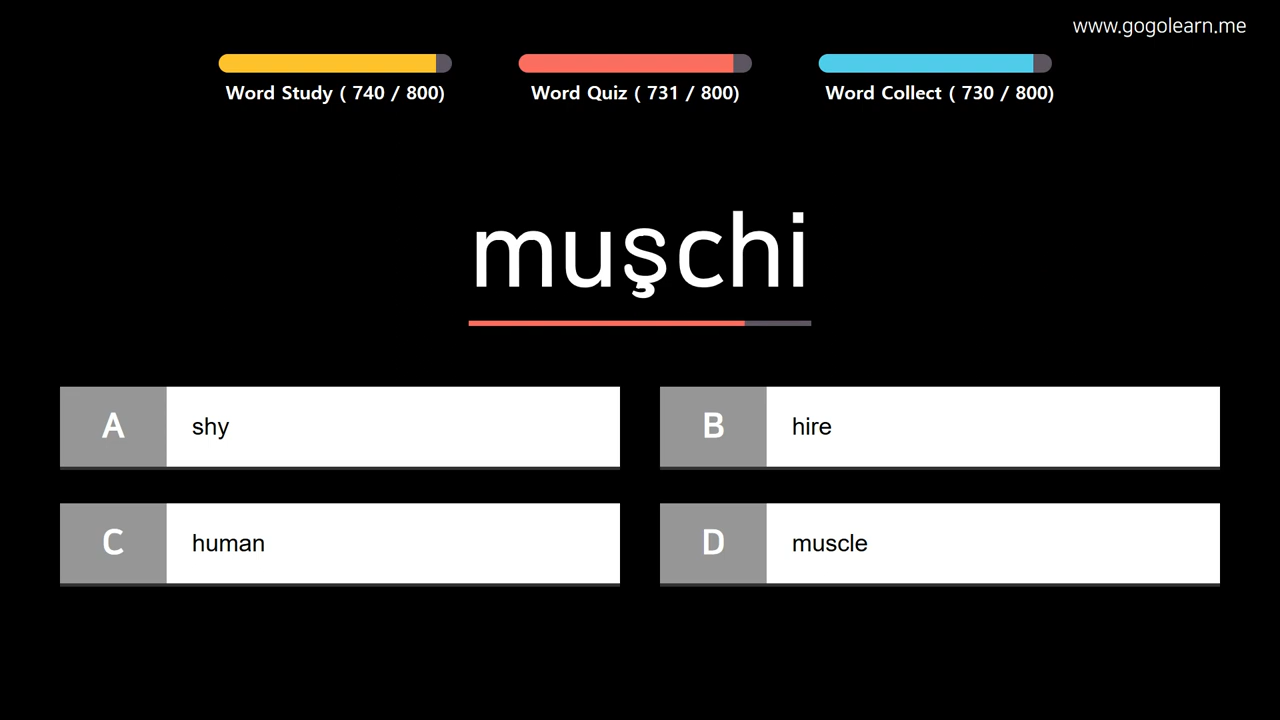 www.gogolearn.me
Word Study ( 740 / 800)
Word Quiz ( 731 / 800)
Word Collect ( 730 / 800)
muşchi
A shy
B hire
C human
D muscle